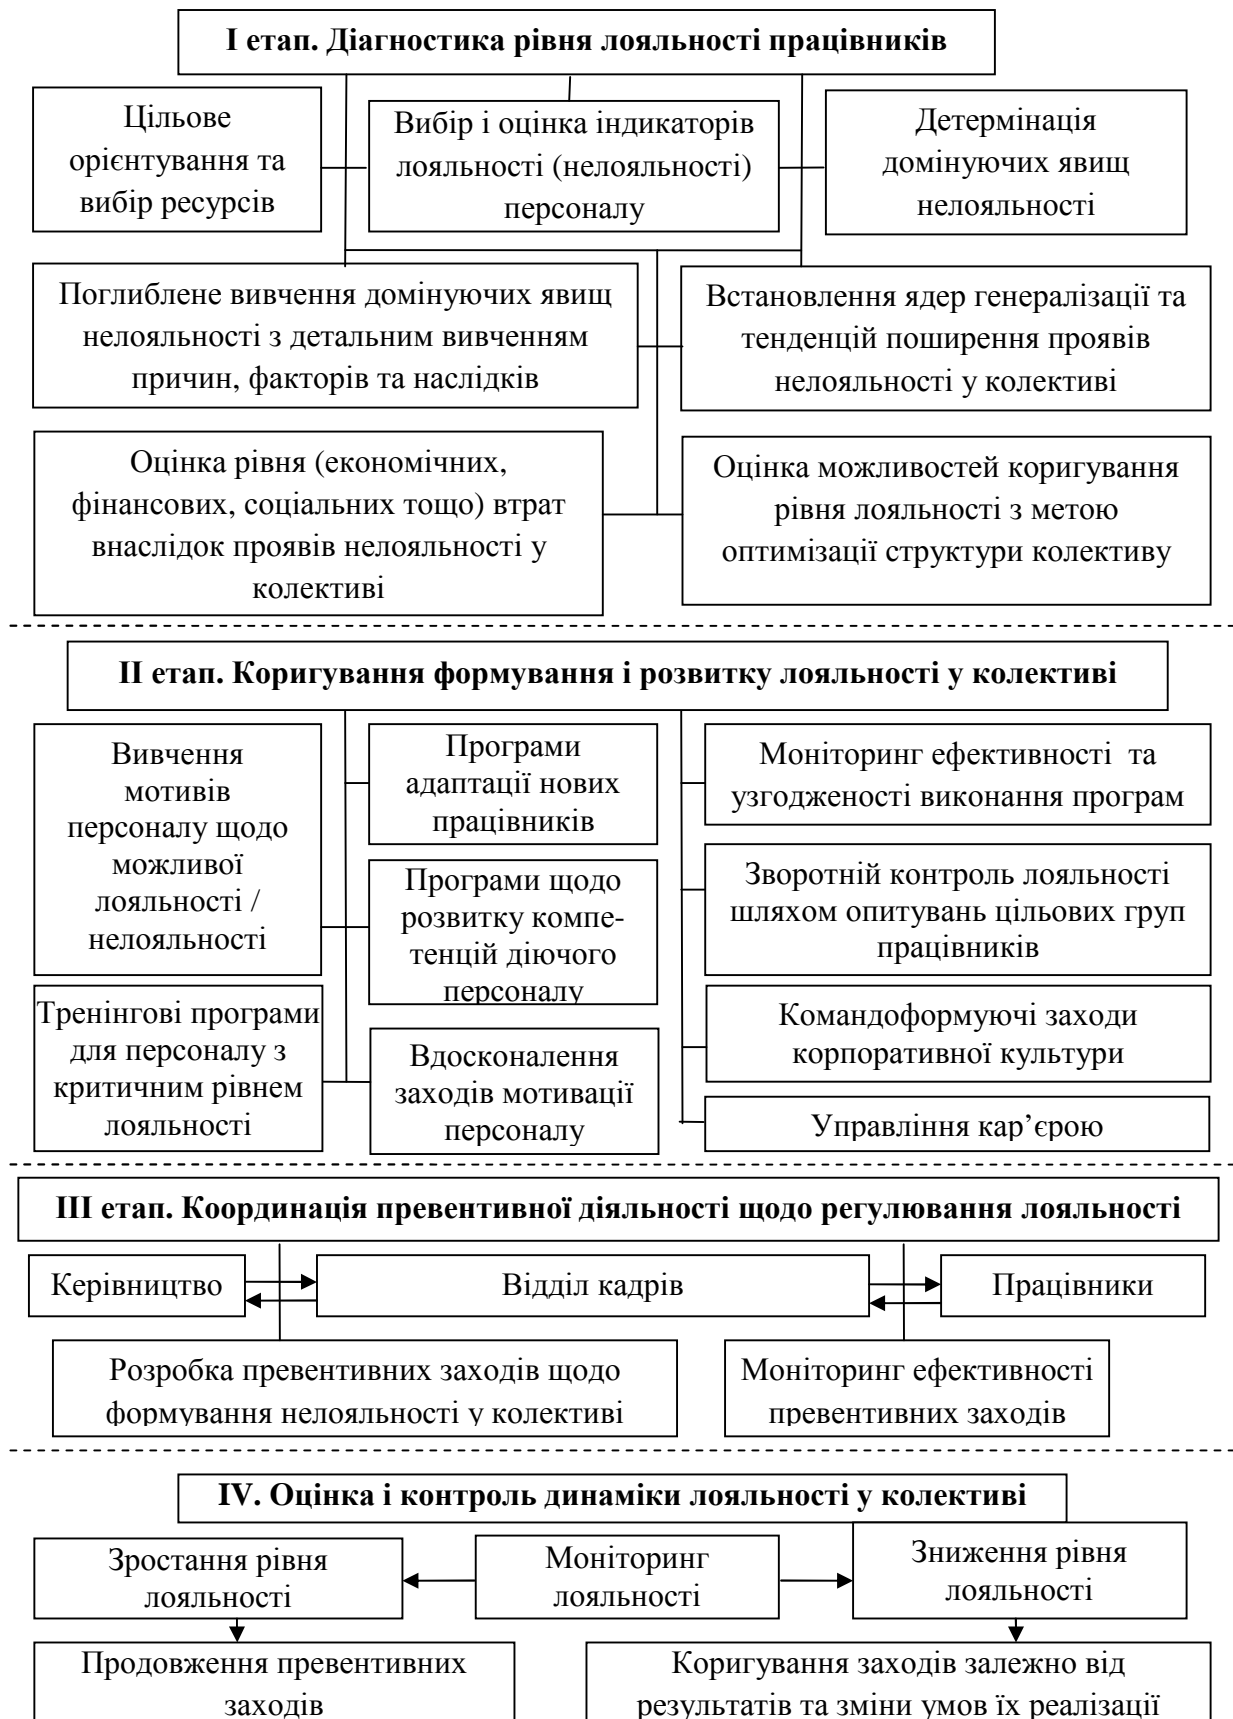 І етап. Діагностика рівня лояльності працівників
Цільове
орієнтування та
вибір ресурсів
Вибір і оцінка індикаторів
лояльності (нелояльності)
персоналу
Детермінація
домінуючих явищ
нелояльності
Поглиблене вивчення домінуючих явищ
нелояльності з детальним вивченням
причин, факторів та наслідків
Встановлення ядер генералізації та
тенденцій поширення проявів
нелояльності у колективі
Оцінка рівня (економічних,
фінансових, соціальних тощо) втрат
внаслідок проявів нелояльності у
колективі
Оцінка можливостей коригування
рівня лояльності з метою
оптимізації структури колективу
ІІ етап. Коригування формування і розвитку лояльності у колективі
Вивчення
мотивів
персоналу щодо
можливої
лояльності /
нелояльності
Програми
адаптації нових
працівників
Моніторинг ефективності та
узгодженості виконання програм
Програми щодо
розвитку компе-
тенцій діючого
персоналу
Зворотній контроль лояльності
шляхом опитувань цільових груп
працівників
Тренінгові програми
для персоналу з
критичним рівнем
лояльності
Вдосконалення
заходів мотивації
персоналу
Командоформуючі заходи
корпоративної культури
Управління кар’єрою
ІІІ етап. Координація превентивної діяльності щодо регулювання лояльності
Керівництво
Відділ кадрів
Працівники
Розробка превентивних заходів щодо
формування нелояльності у колективі
Моніторинг ефективності
превентивних заходів
IV. Оцінка і контроль динаміки лояльності у колективі
Зростання рівня
лояльності
Моніторинг
лояльності
Зниження рівня
лояльності
Продовження превентивних
заходів
Коригування заходів залежно від
результатів та зміни умов їх реалізації